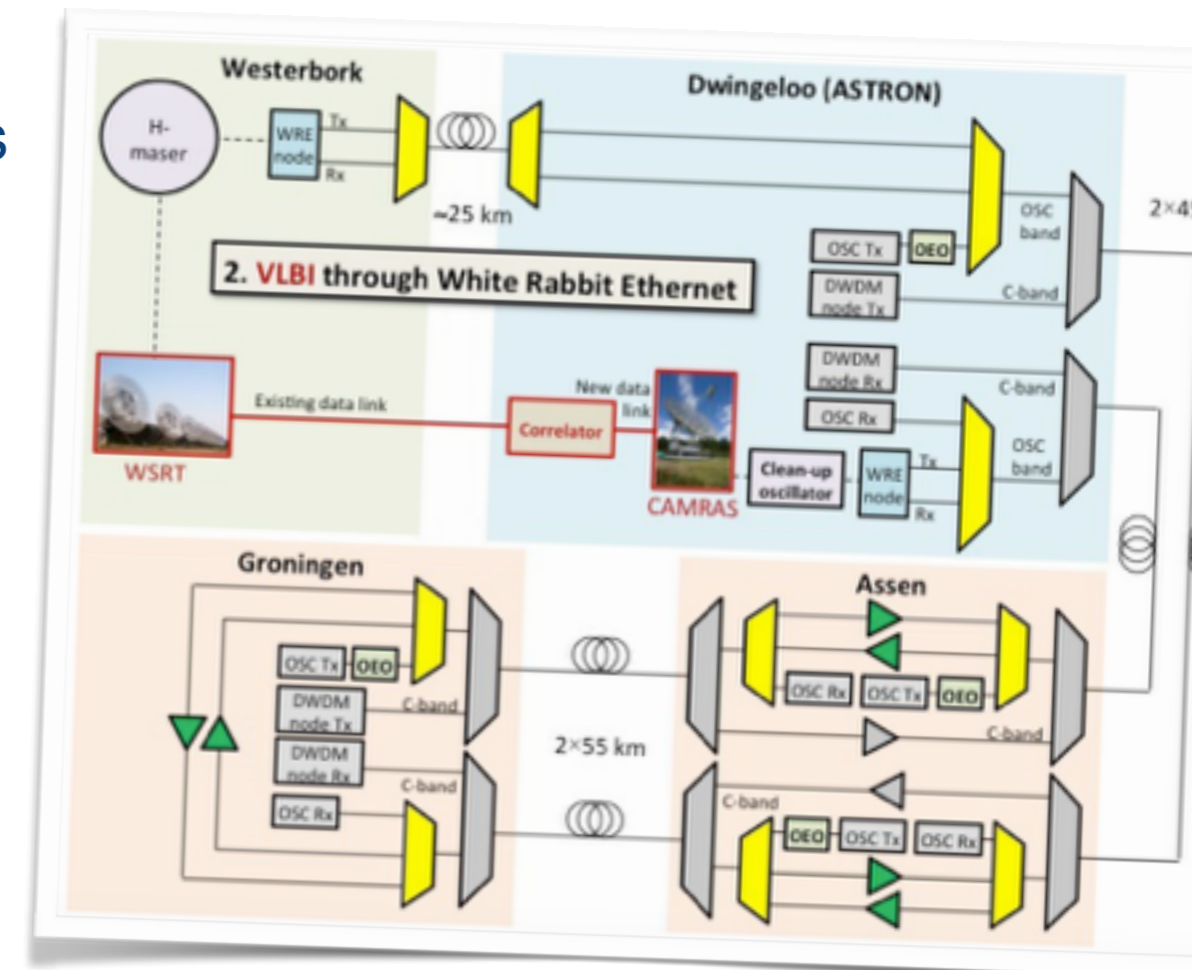 s
Westerbork
H-
maser
WRE
node
Tx
Rx
~25 km
Dwingeloo (ASTRON)
OSC Tx
OEO
DWDM
node Tx
OSC
band
C-band
2×4
2. VLBI through White Rabbit Ethernet
WSRT
Existing data link
Correlator
New data
link
CAMRAS
Clean-up
oscillator
WRE
node
Tx
Rx
DWDM
node Rx
OSC Rx
C-band
OSC
band
Groningen
OSC Tx
OEO
DWDM
node Tx
C-band
DWDM
node Rx
C-band
OSC Rx
2×55 km
Assen
OSC Rx
OSC Tx
OEO
C-band
C-band
OEO
OSC Tx
OSC Rx